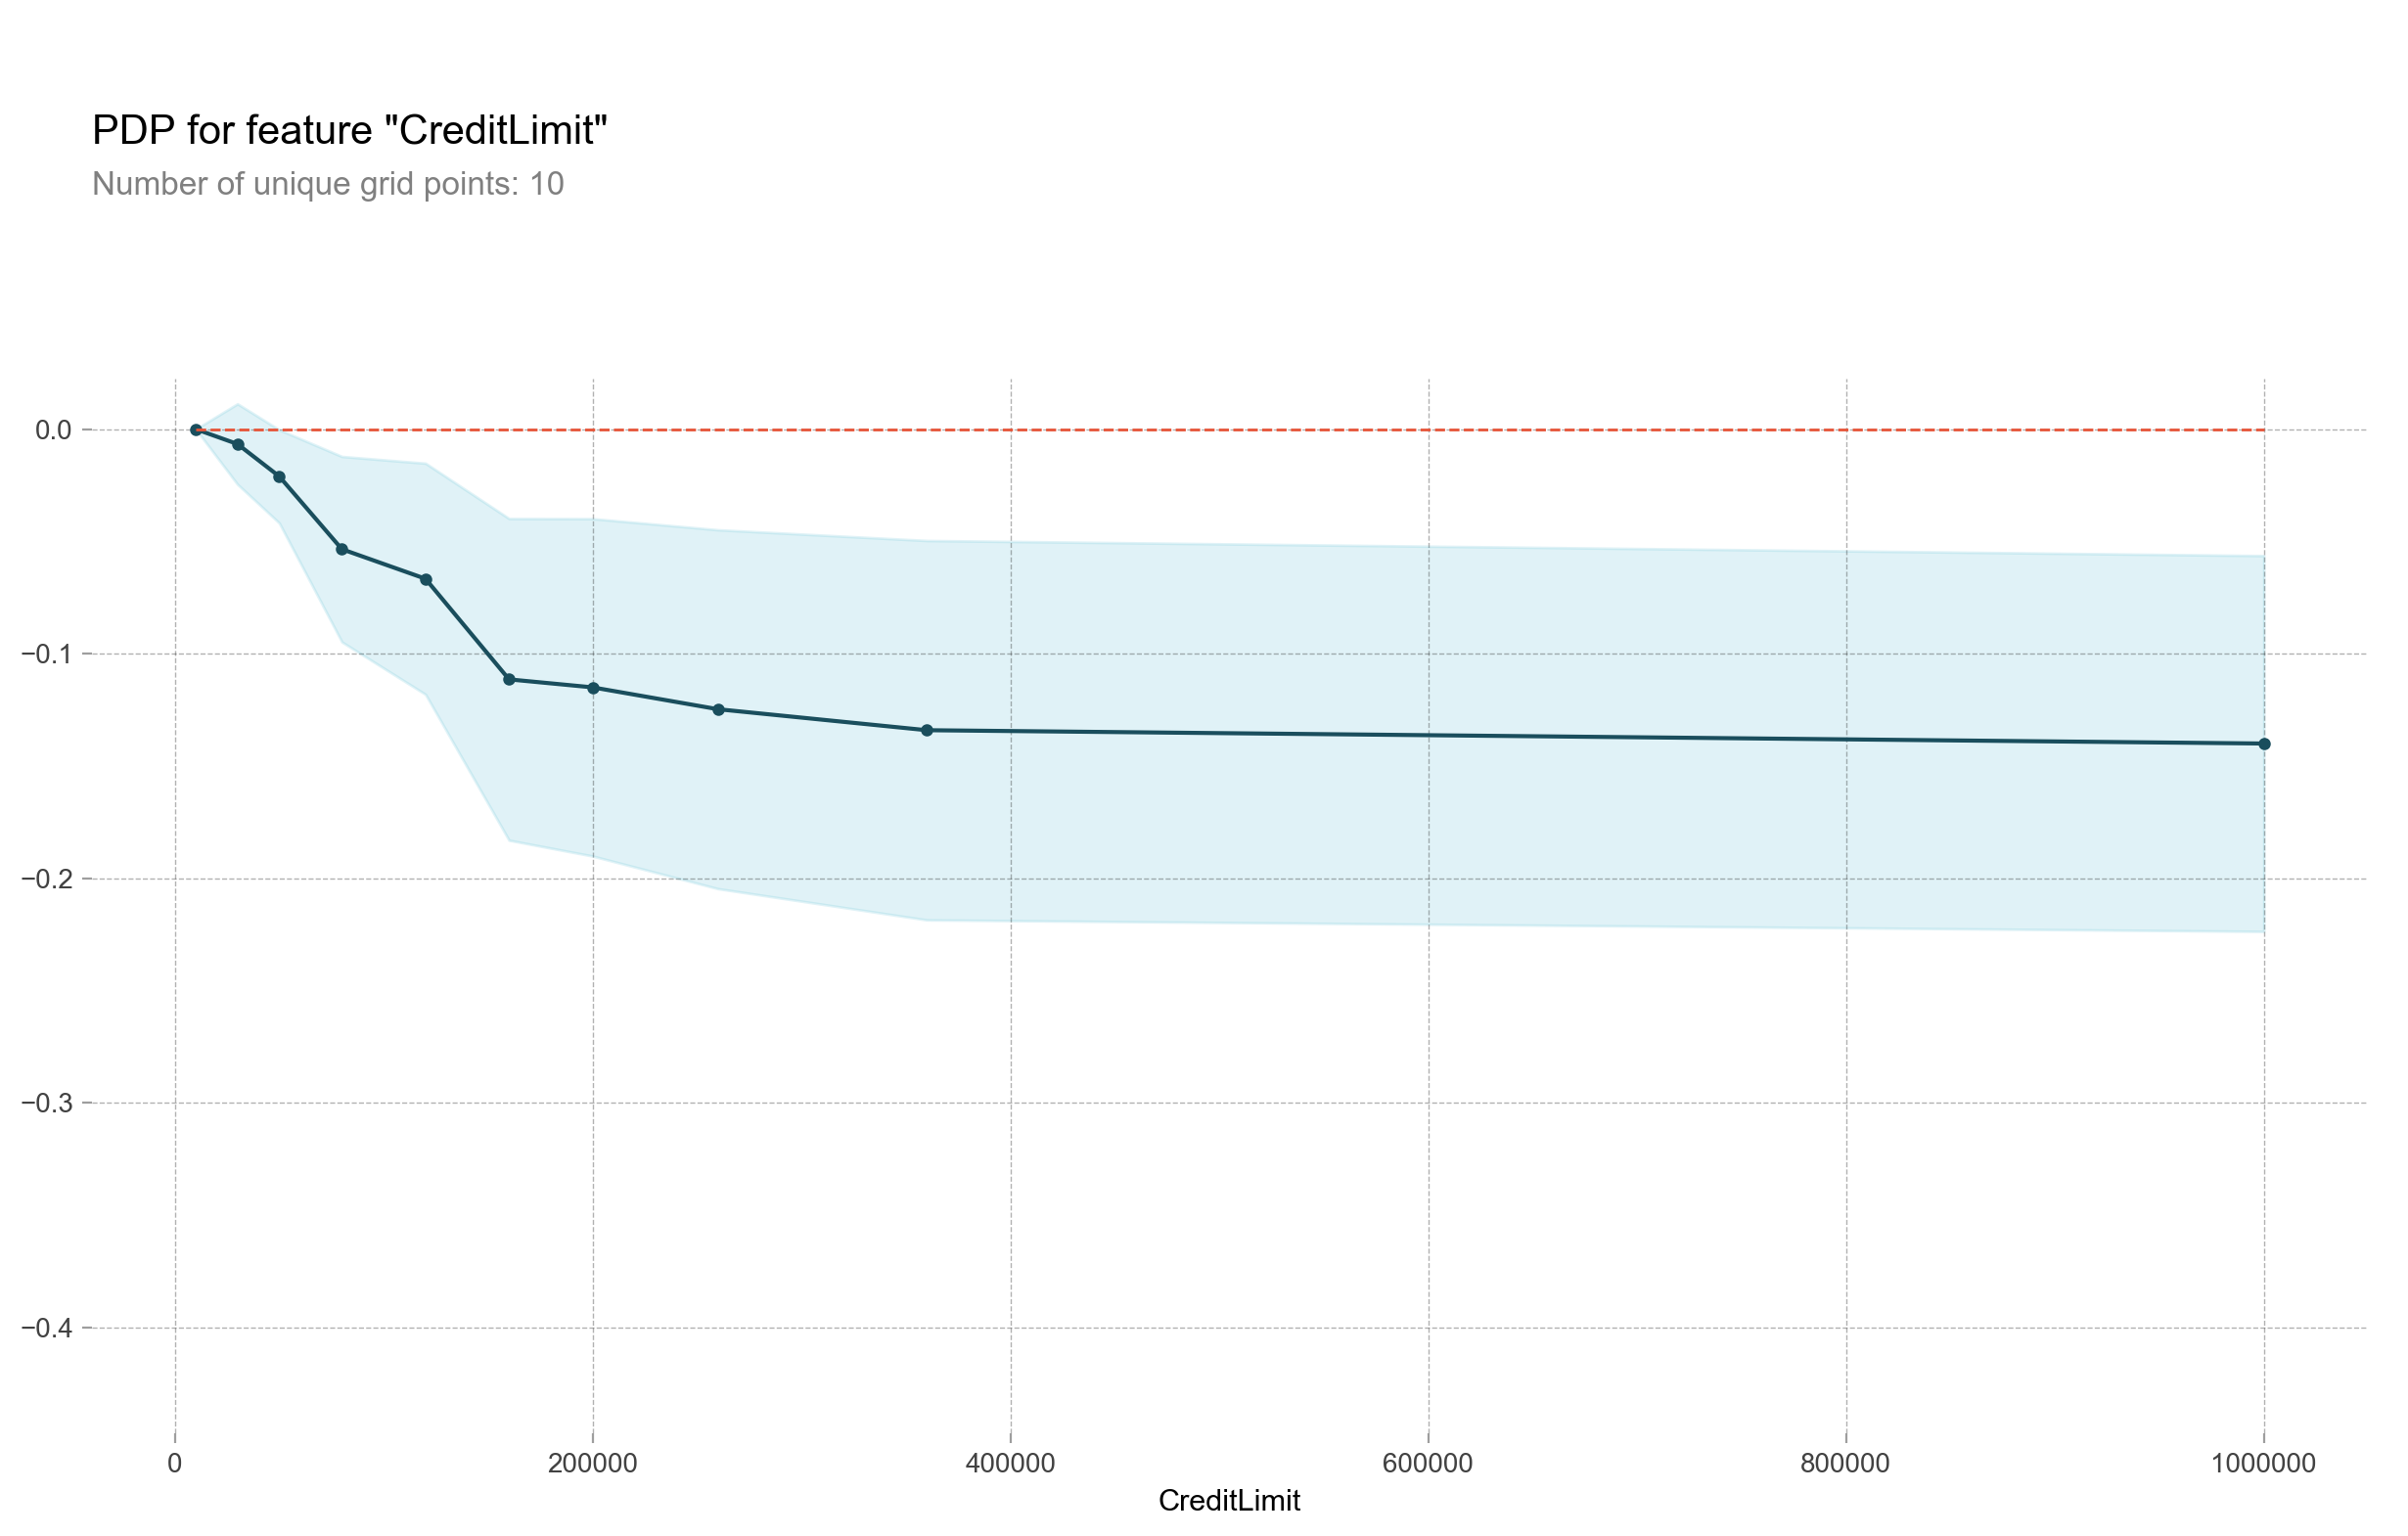 PDP for feature "CreditLimit"
Number of unique grid points: 10
0.0
−0.1
−0.2
−0.3
−0.4
0 200000 400000 600000 800000 1000000
CreditLimit